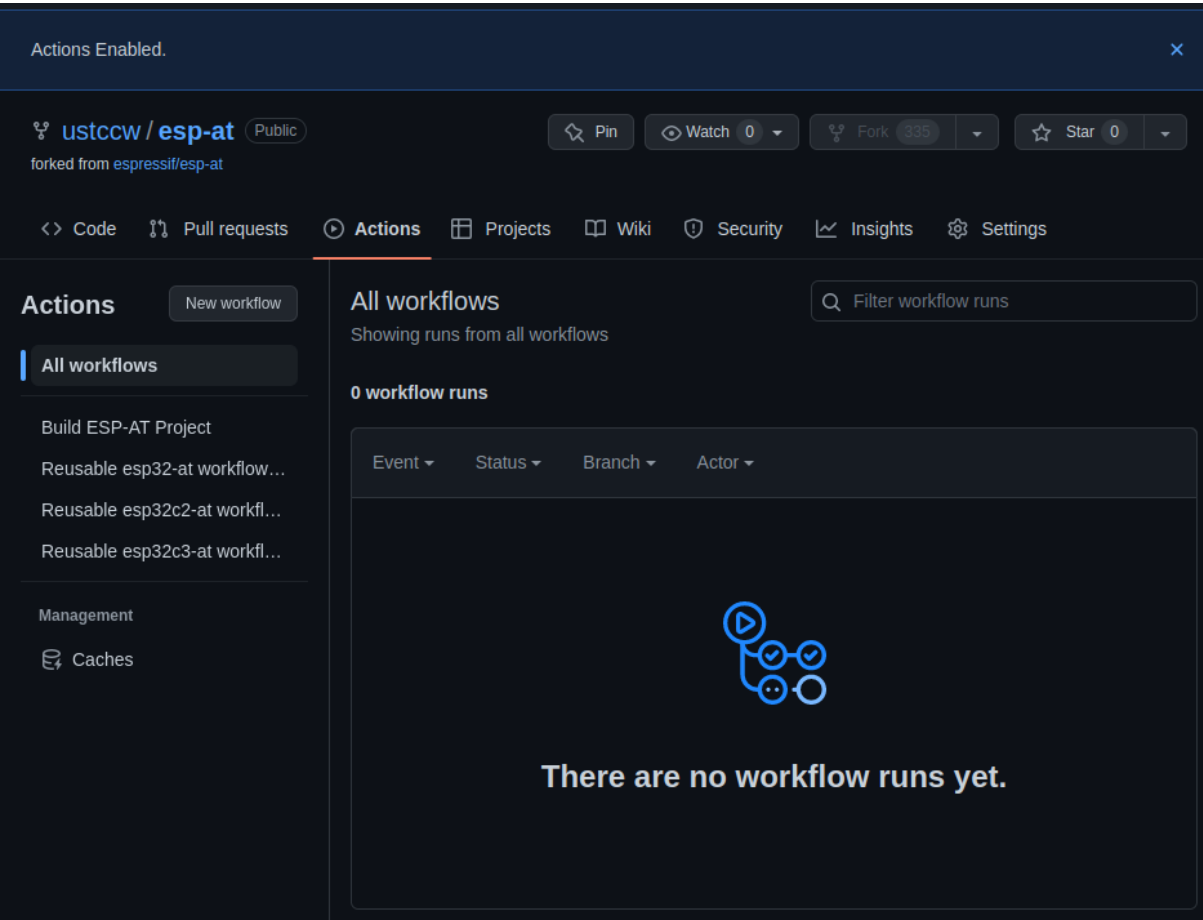 Actions Enabled.
ustccw / esp-at Public
Pin
Watch 0
Fork 335
Star 0
forked from espressif/esp-at
Code
Pull requests
Actions
Projects
Wiki
Security
Insights
Settings
Actions
New workflow
All workflows
Build ESP-AT Project
Reusable esp32-at workflow…
Reusable esp32c2-at workfl…
Reusable esp32c3-at workfl…
Management
Caches
All workflows
Showing runs from all workflows
Filter workflow runs
0 workflow runs
Event
Status
Branch
Actor
There are no workflow runs yet.